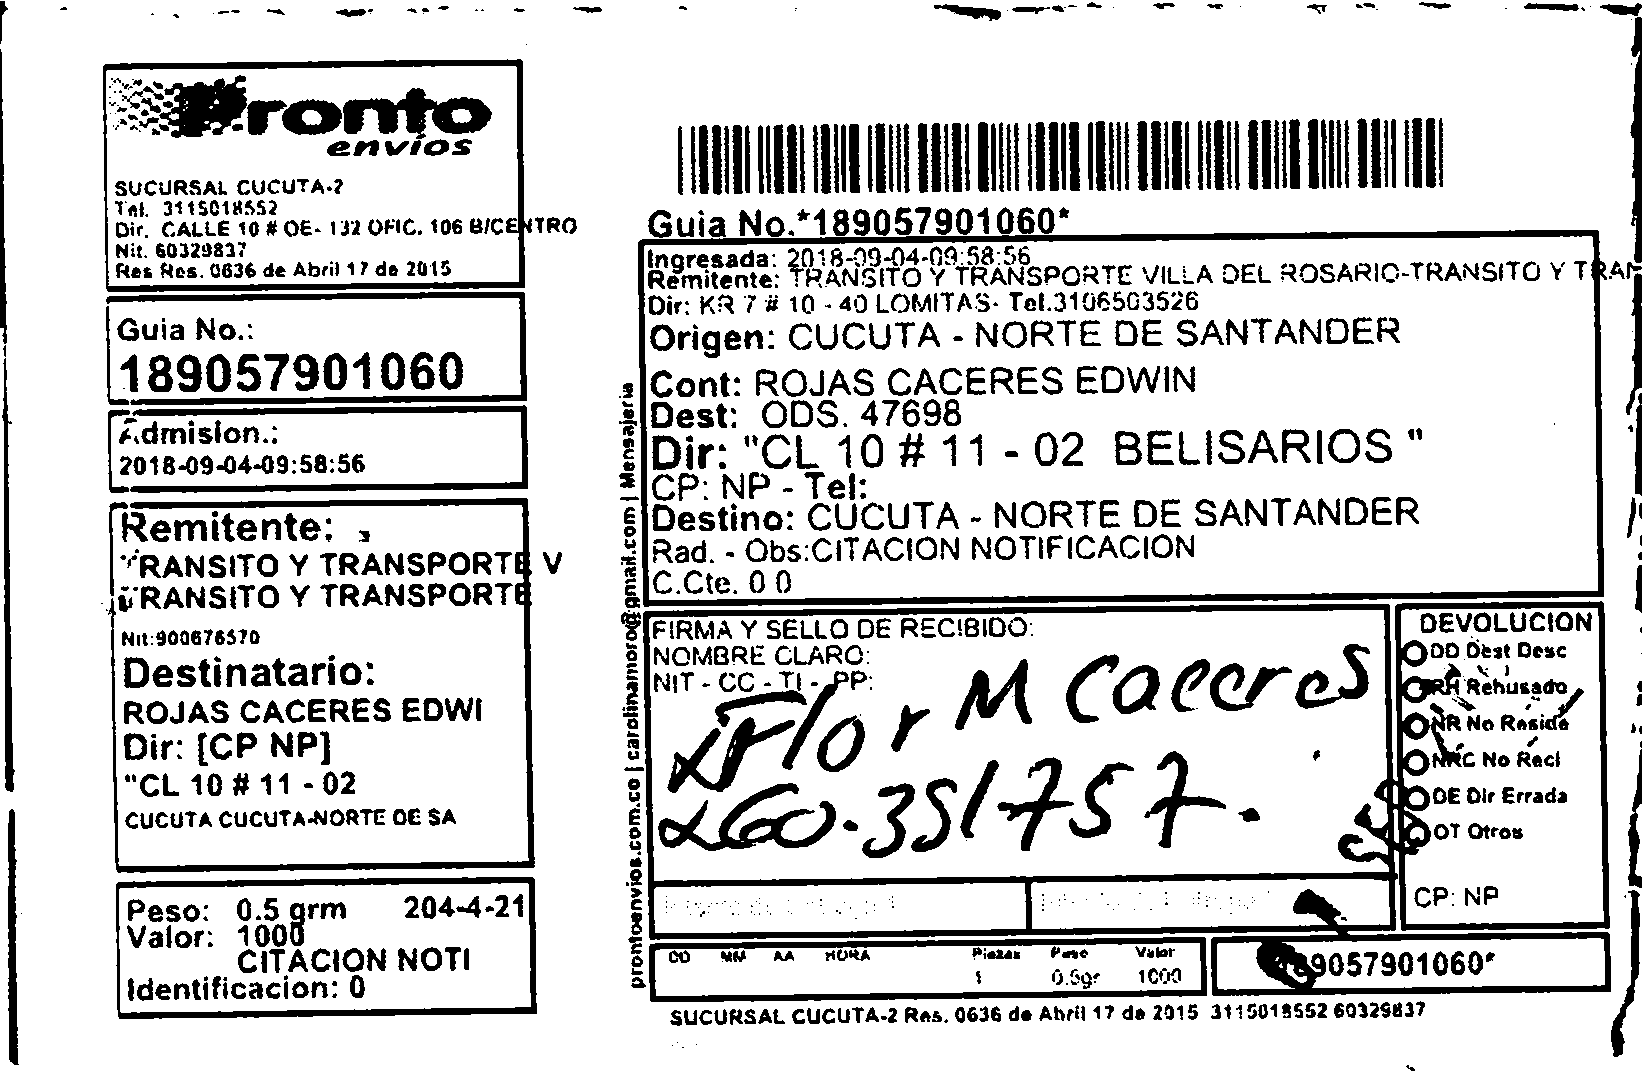 Pronto
envíos
SUCURSAL CUCUTA-2
Tel. 3115018552
Dir. CALLE 10 # OE- 132 OFIC. 106 B/CENTRO
Nit. 60329837
Res Res. 0636 de Abril 17 de 2015
Guia No.:
189057901060
Admision.:
2018-09-04-09:58:56
Remitente:
TRANSITO Y TRANSPORTE V
TRANSITO Y TRANSPORTE
Nit:900676570
Destinatario:
ROJAS CACERES EDWI
Dir: [CP NP]
"CL 10 # 11 - 02
CUCUTA CUCUTA-NORTE DE SA
Peso: 0.5 grm 204-4-21
Valor: 1000
CITACION NOTI
Identificacion: 0
prontoenvios.com.co | carolinamoro@gmail.com | Mensajeria
Guia No.*189057901060*
Ingresada: 2018-09-04-09:58:56
Remitente: TRANSITO Y TRANSPORTE VILLA DEL ROSARIO-TRANSITO Y TRAN
Dir: KR 7 # 10 - 40 LOMITAS- Tel.3106503526
Origen: CUCUTA - NORTE DE SANTANDER
Cont: ROJAS CACERES EDWIN
Dest: ODS. 47698
Dir: "CL 10 # 11 - 02 BELISARIOS "
CP: NP - Tel:
Destino: CUCUTA - NORTE DE SANTANDER
Rad. - Obs:CITACION NOTIFICACION
C.Cte. 0 0
FIRMA Y SELLO DE RECIBIDO:
NOMBRE CLARO:
NIT - CC - TI - PP:
Flor M Caceres
60.351757.
DEVOLUCION
DD Dest Desc
RH Rehusado
NR No Reside
NRC No Recl
DE Dir Errada
OT Otros
CP: NP
DD MM AA HORA Piezas Peso Valor
1 0.5gr 1000
189057901060*
SUCURSAL CUCUTA-2 Res. 0636 de Abril 17 de 2015 3115018552 60329837